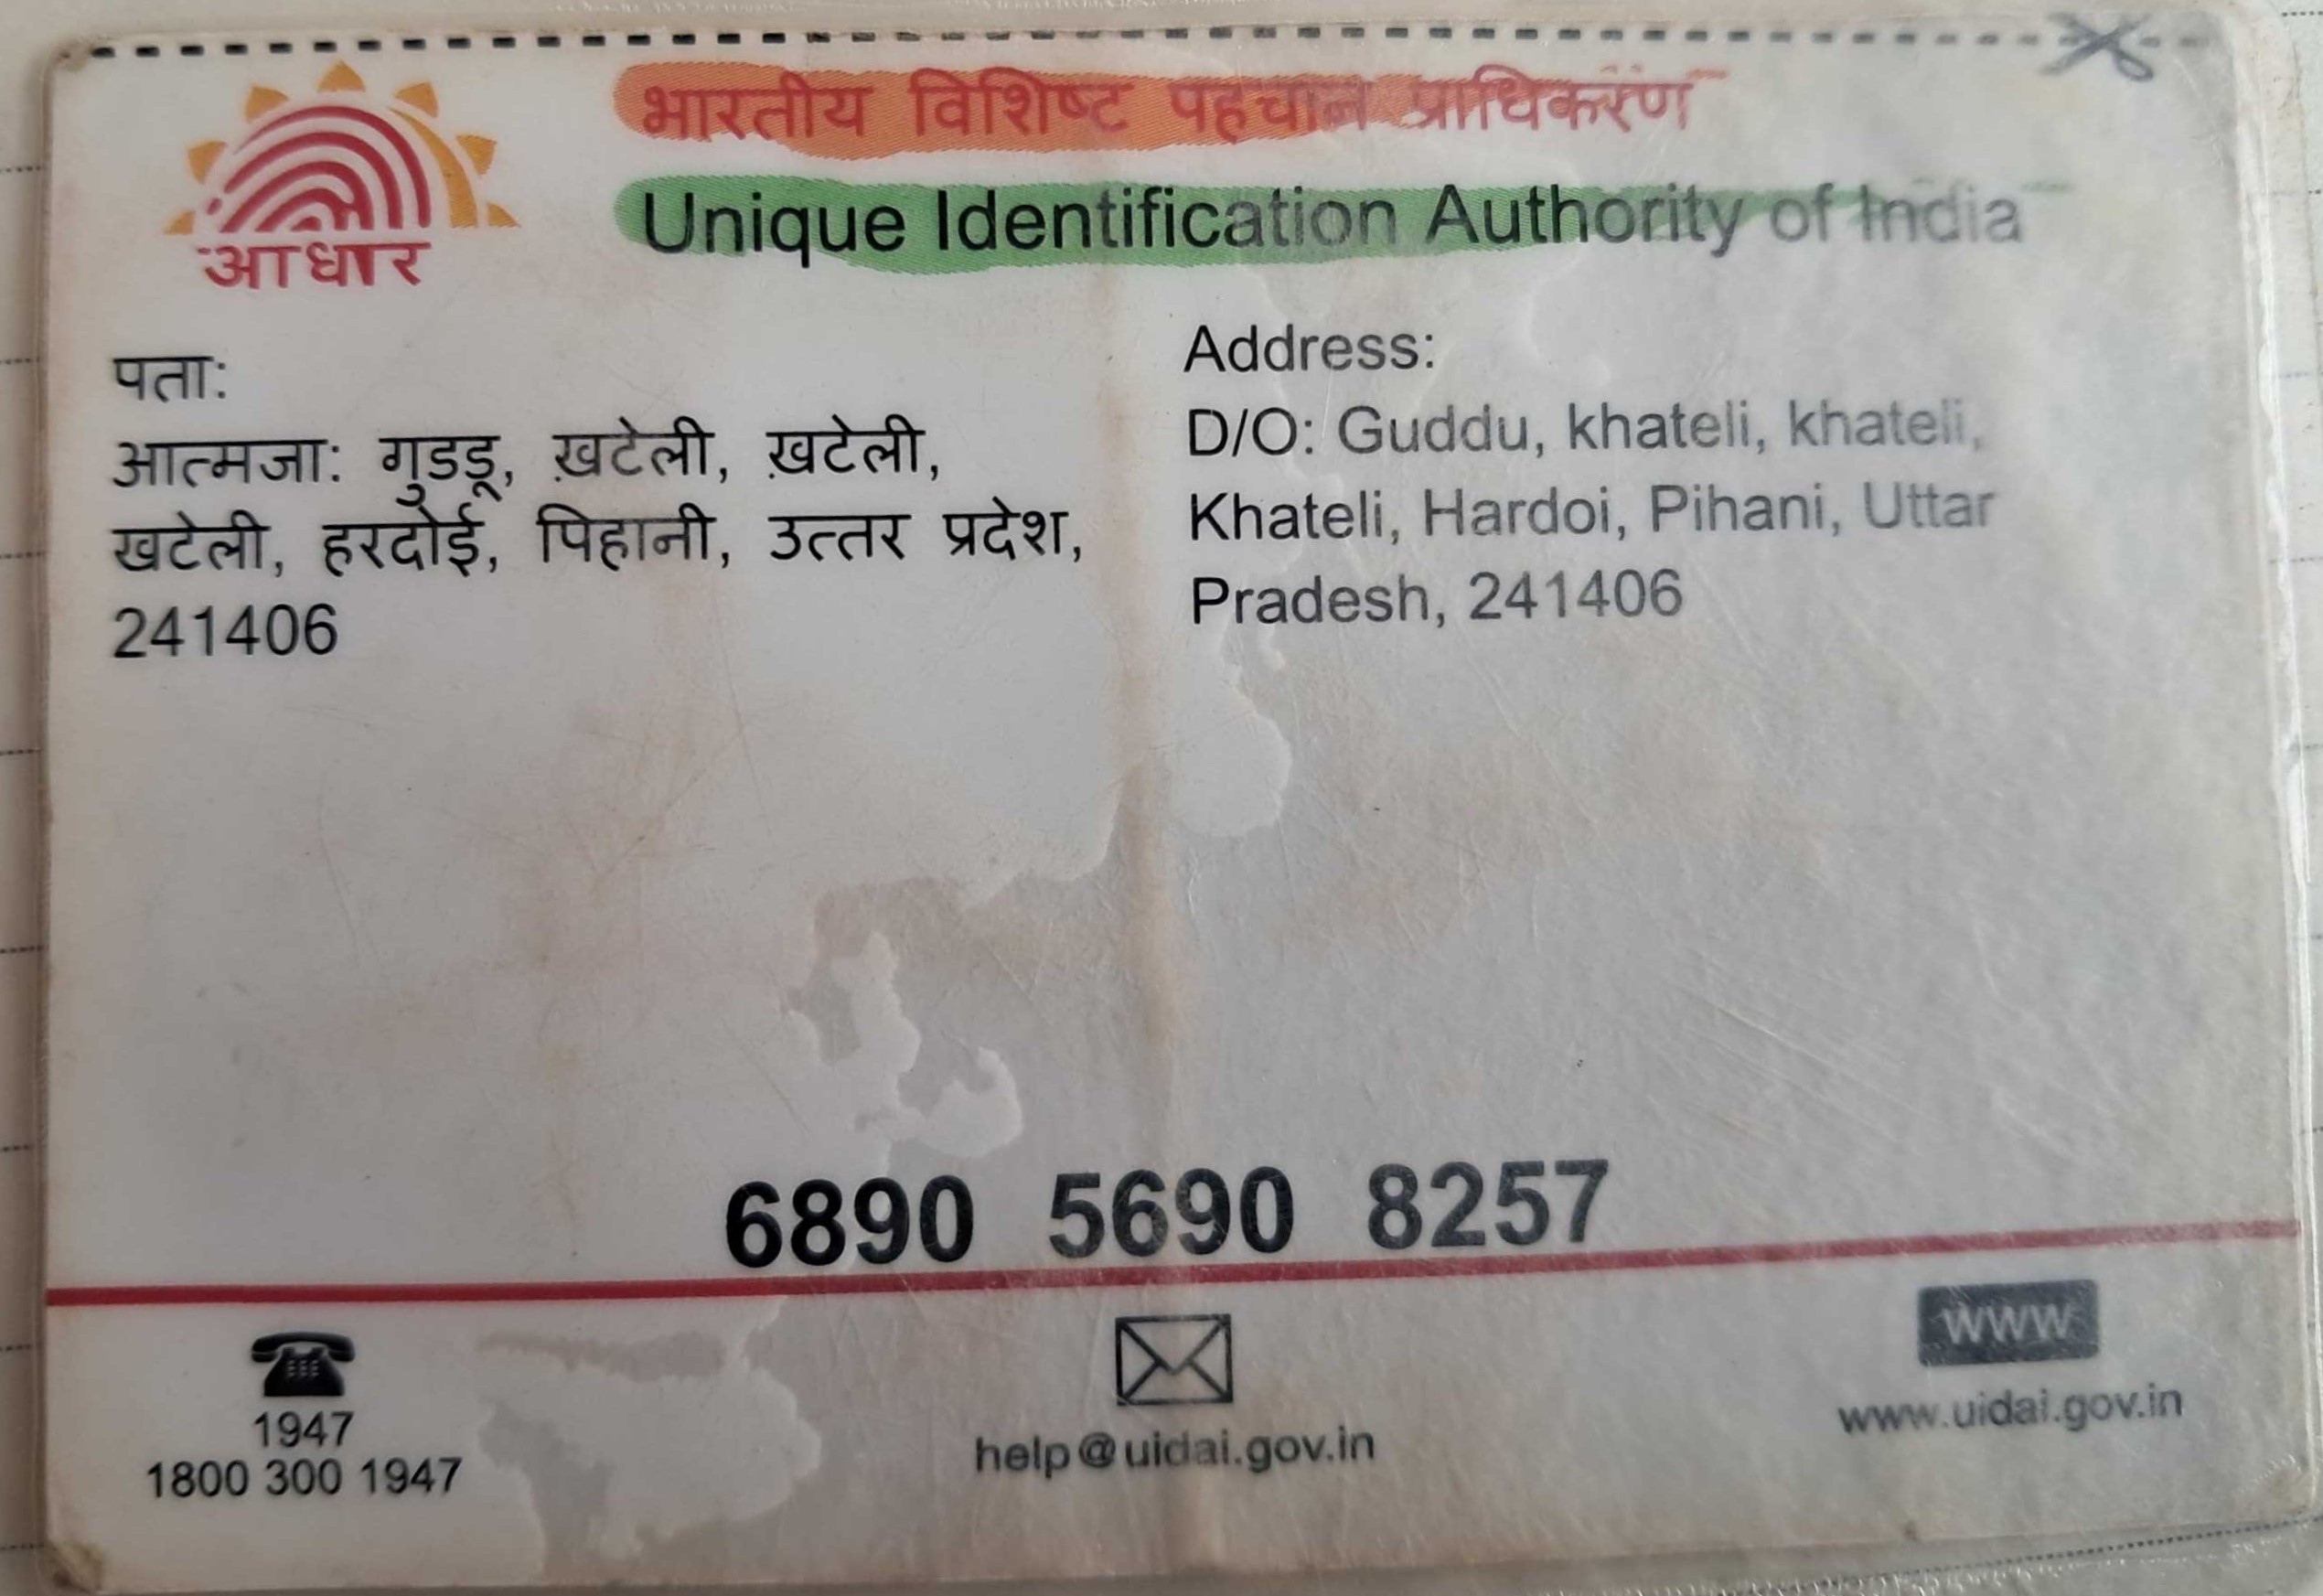 भारतीय विशिष्ट पहचान प्राधिकरण
Unique Identification Authority of India
आधार
पता:
आत्मजा: गुडडू, ख़टेली, ख़टेली,
खटेली, हरदोई, पिहानी, उत्तर प्रदेश,
241406
Address:
D/O: Guddu, khateli, khateli,
Khateli, Hardoi, Pihani, Uttar
Pradesh, 241406
6890 5690 8257
1947
1800 300 1947
help@uidai.gov.in
www
www.uidai.gov.in